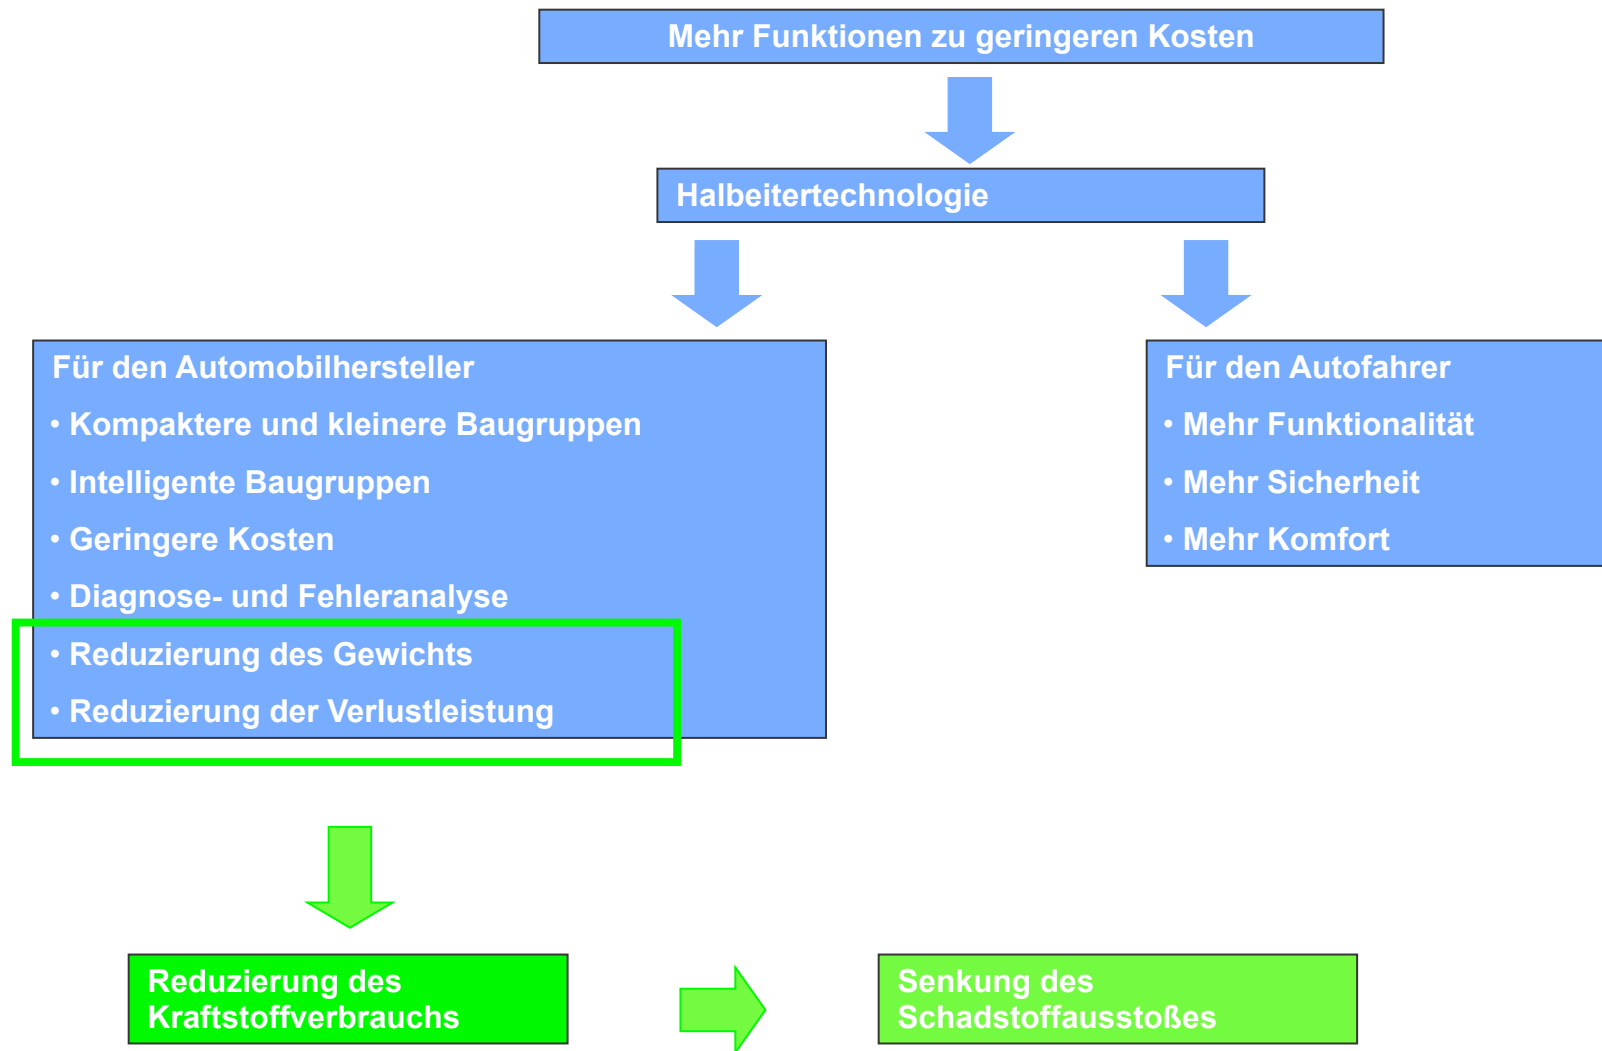 Mehr Funktionen zu geringeren Kosten
Halbeitertechnologie
Für den Automobilhersteller
• Kompaktere und kleinere Baugruppen
• Intelligente Baugruppen
• Geringere Kosten
• Diagnose- und Fehleranalyse
• Reduzierung des Gewichts
• Reduzierung der Verlustleistung
Für den Autofahrer
• Mehr Funktionalität
• Mehr Sicherheit
• Mehr Komfort
Reduzierung des
Kraftstoffverbrauchs
Senkung des
Schadstoffausstoßes